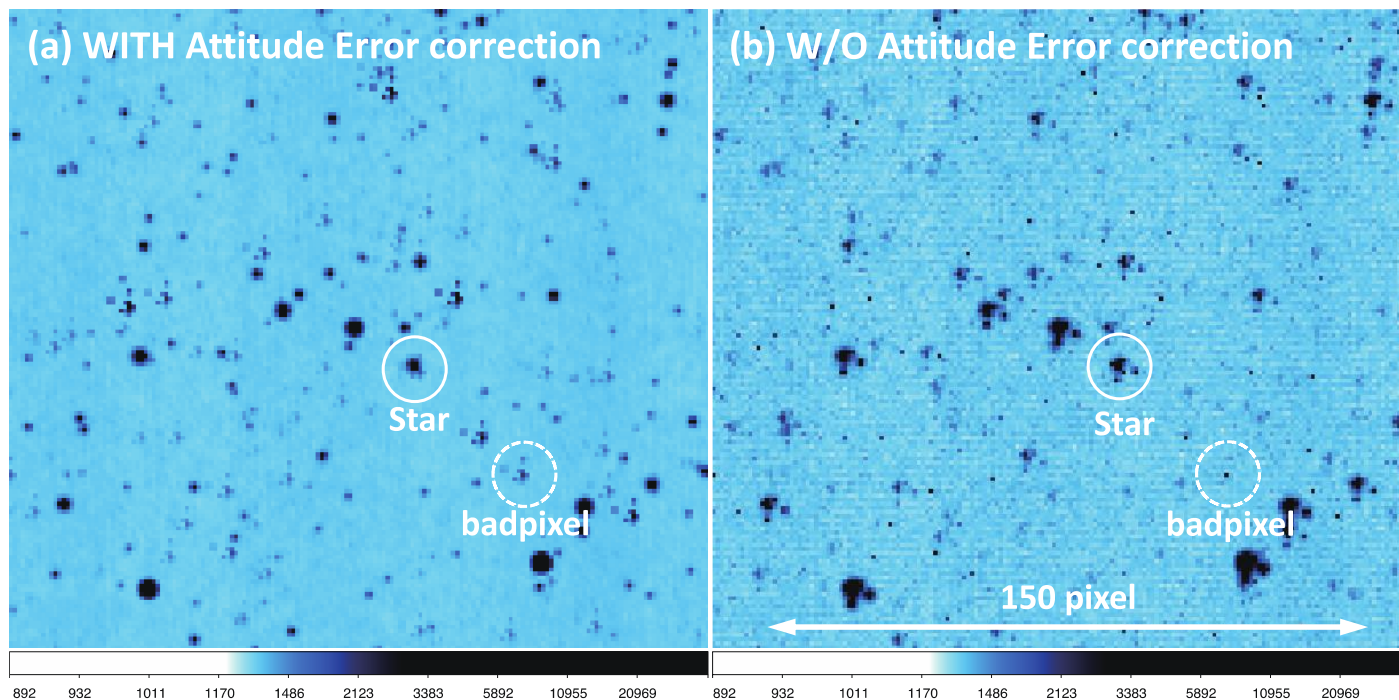 (a) WITH Attitude Error correction
(b) W/O Attitude Error correction
Star
Star
badpixel
badpixel
150 pixel
892 932 1011 1170 1486 2123 3383 5892 10955 20969
892 932 1011 1170 1486 2123 3383 5892 10955 20969